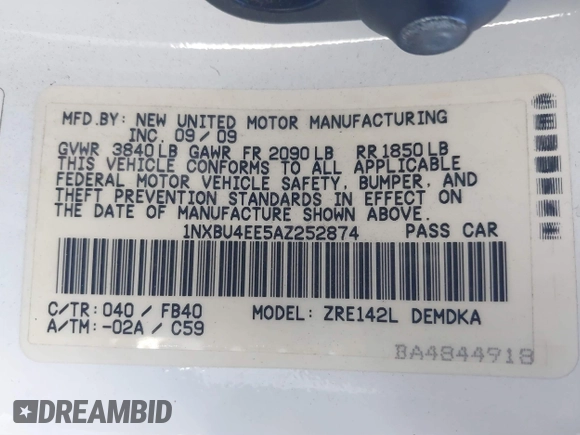 MFD.BY: NEW UNITED MOTOR MANUFACTURING
INC. 09/09
GVWR 3840LB GAWR FR 2090LB RR 1850LB
THIS VEHICLE CONFORMS TO ALL APPLICABLE
FEDERAL MOTOR VEHICLE SAFETY, BUMPER, AND
THEFT PREVENTION STANDARDS IN EFFECT ON
THE DATE OF MANUFACTURE SHOWN ABOVE.
1NXBU4EE5AZ252874 PASS CAR
C/TR: 040 / FB40 MODEL: ZRE142L DEMDKA
A/TM: -02A / C59
BA4844918
DREAMBID